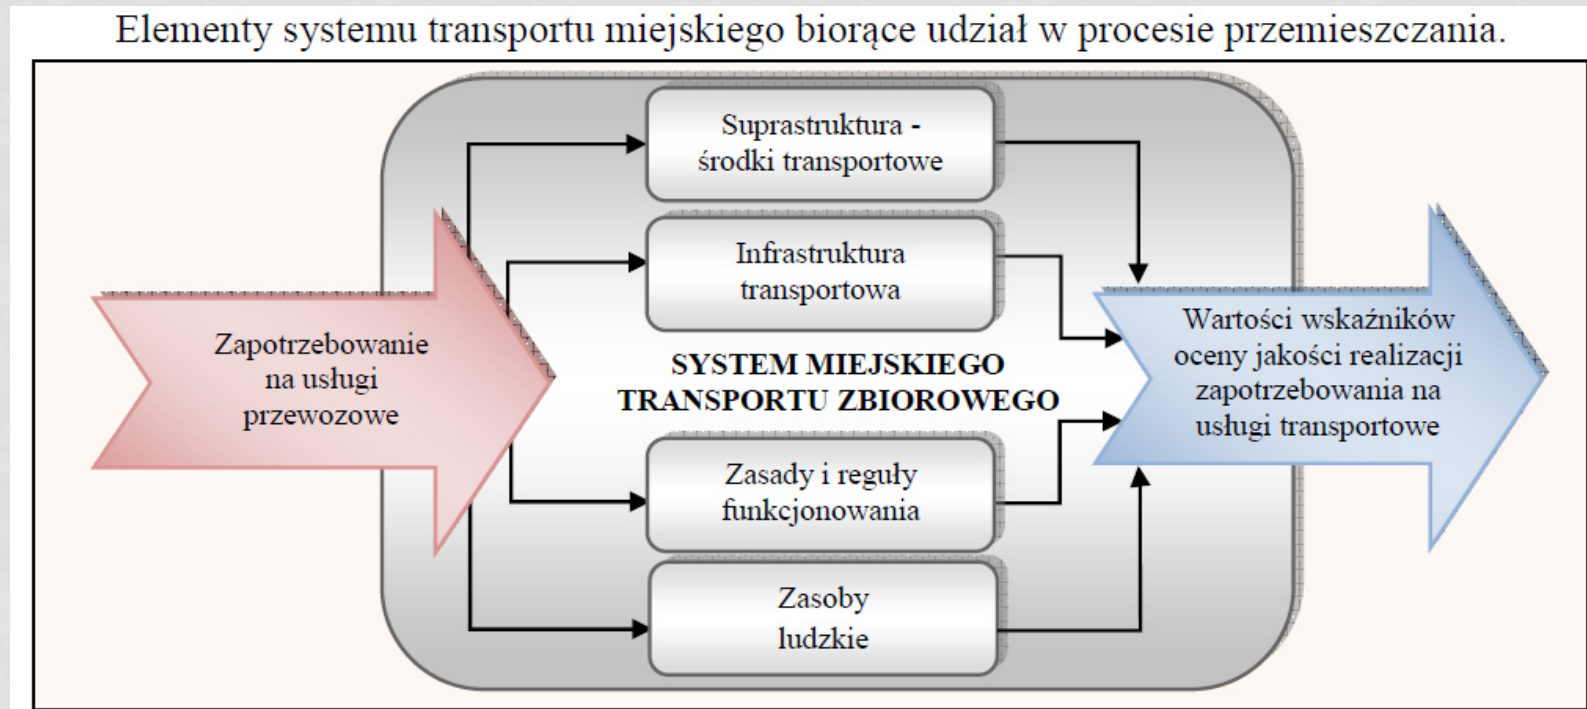 Elementy systemu transportu miejskiego biorące udział w procesie przemieszczania.
Suprastruktura -
środki transportowe
Infrastruktura
transportowa
Zapotrzebowanie
na usługi
przewozowe
SYSTEM MIEJSKIEGO
TRANSPORTU ZBIOROWEGO
Wartości wskaźników
oceny jakości realizacji
zapotrzebowania na
usługi transportowe
Zasady i reguły
funkcjonowania
Zasoby
ludzkie